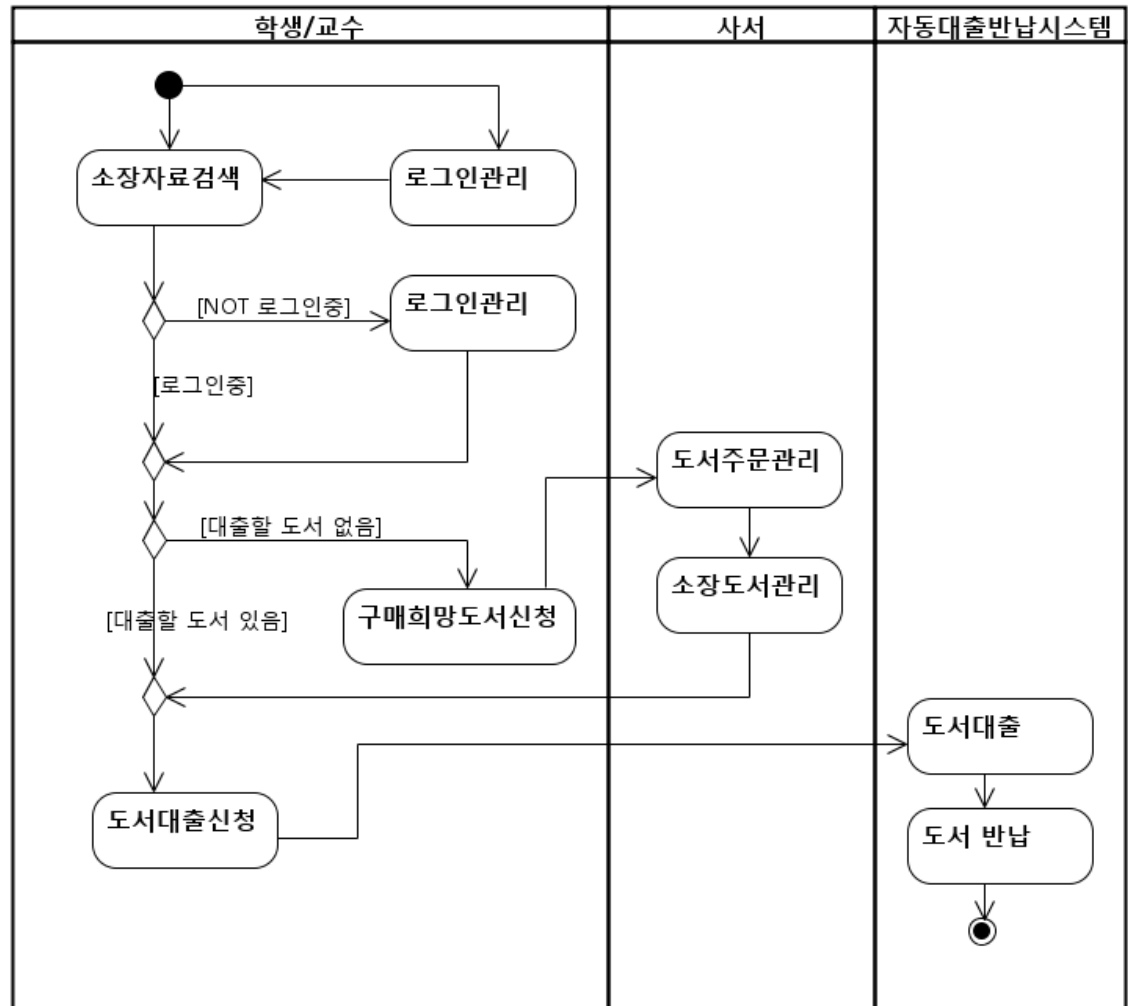 학생/교수
사서
자동대출반납시스템
소장자료검색
로그인관리
[NOT 로그인중]
로그인관리
[로그인중]
도서주문관리
[대출할 도서 없음]
소장도서관리
구매희망도서신청
[대출할 도서 있음]
도서대출
도서대출신청
도서 반납